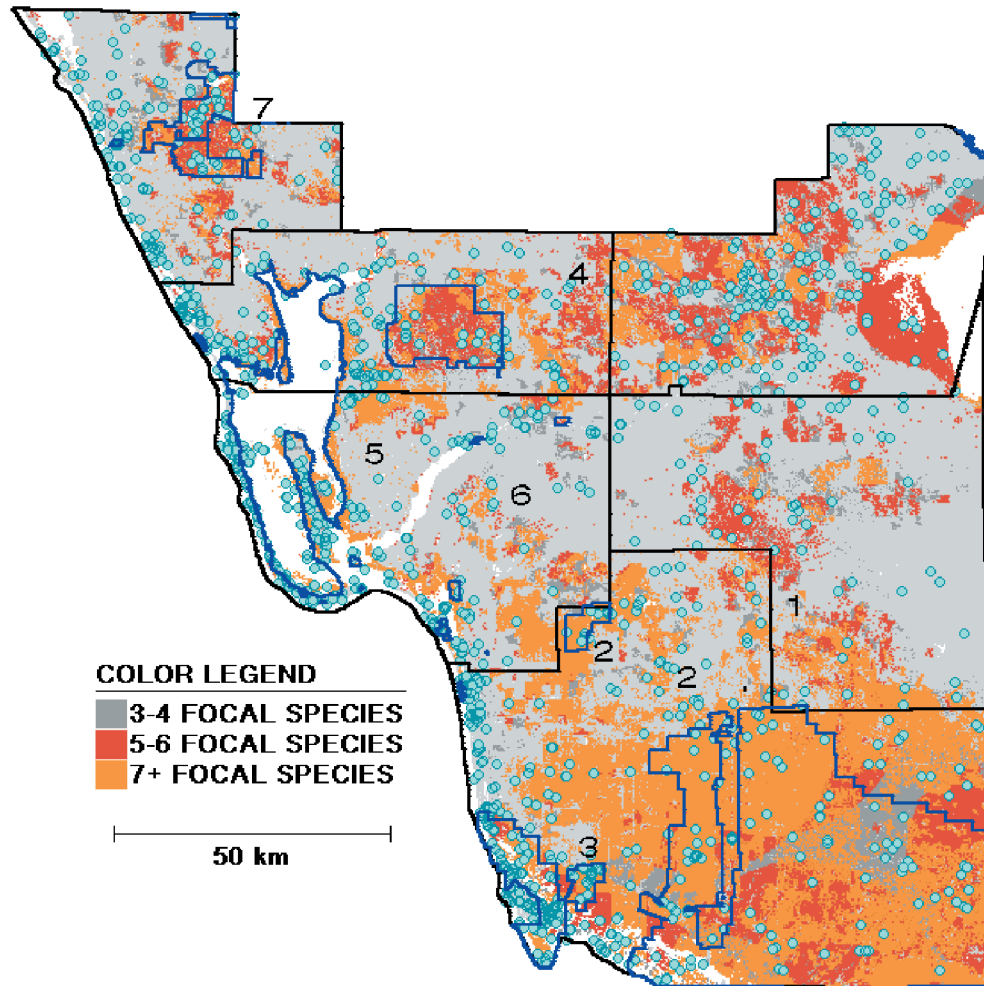 7
4
5
6
1
2
2
COLOR LEGEND
3-4 FOCAL SPECIES
5-6 FOCAL SPECIES
7+ FOCAL SPECIES
50 km
3